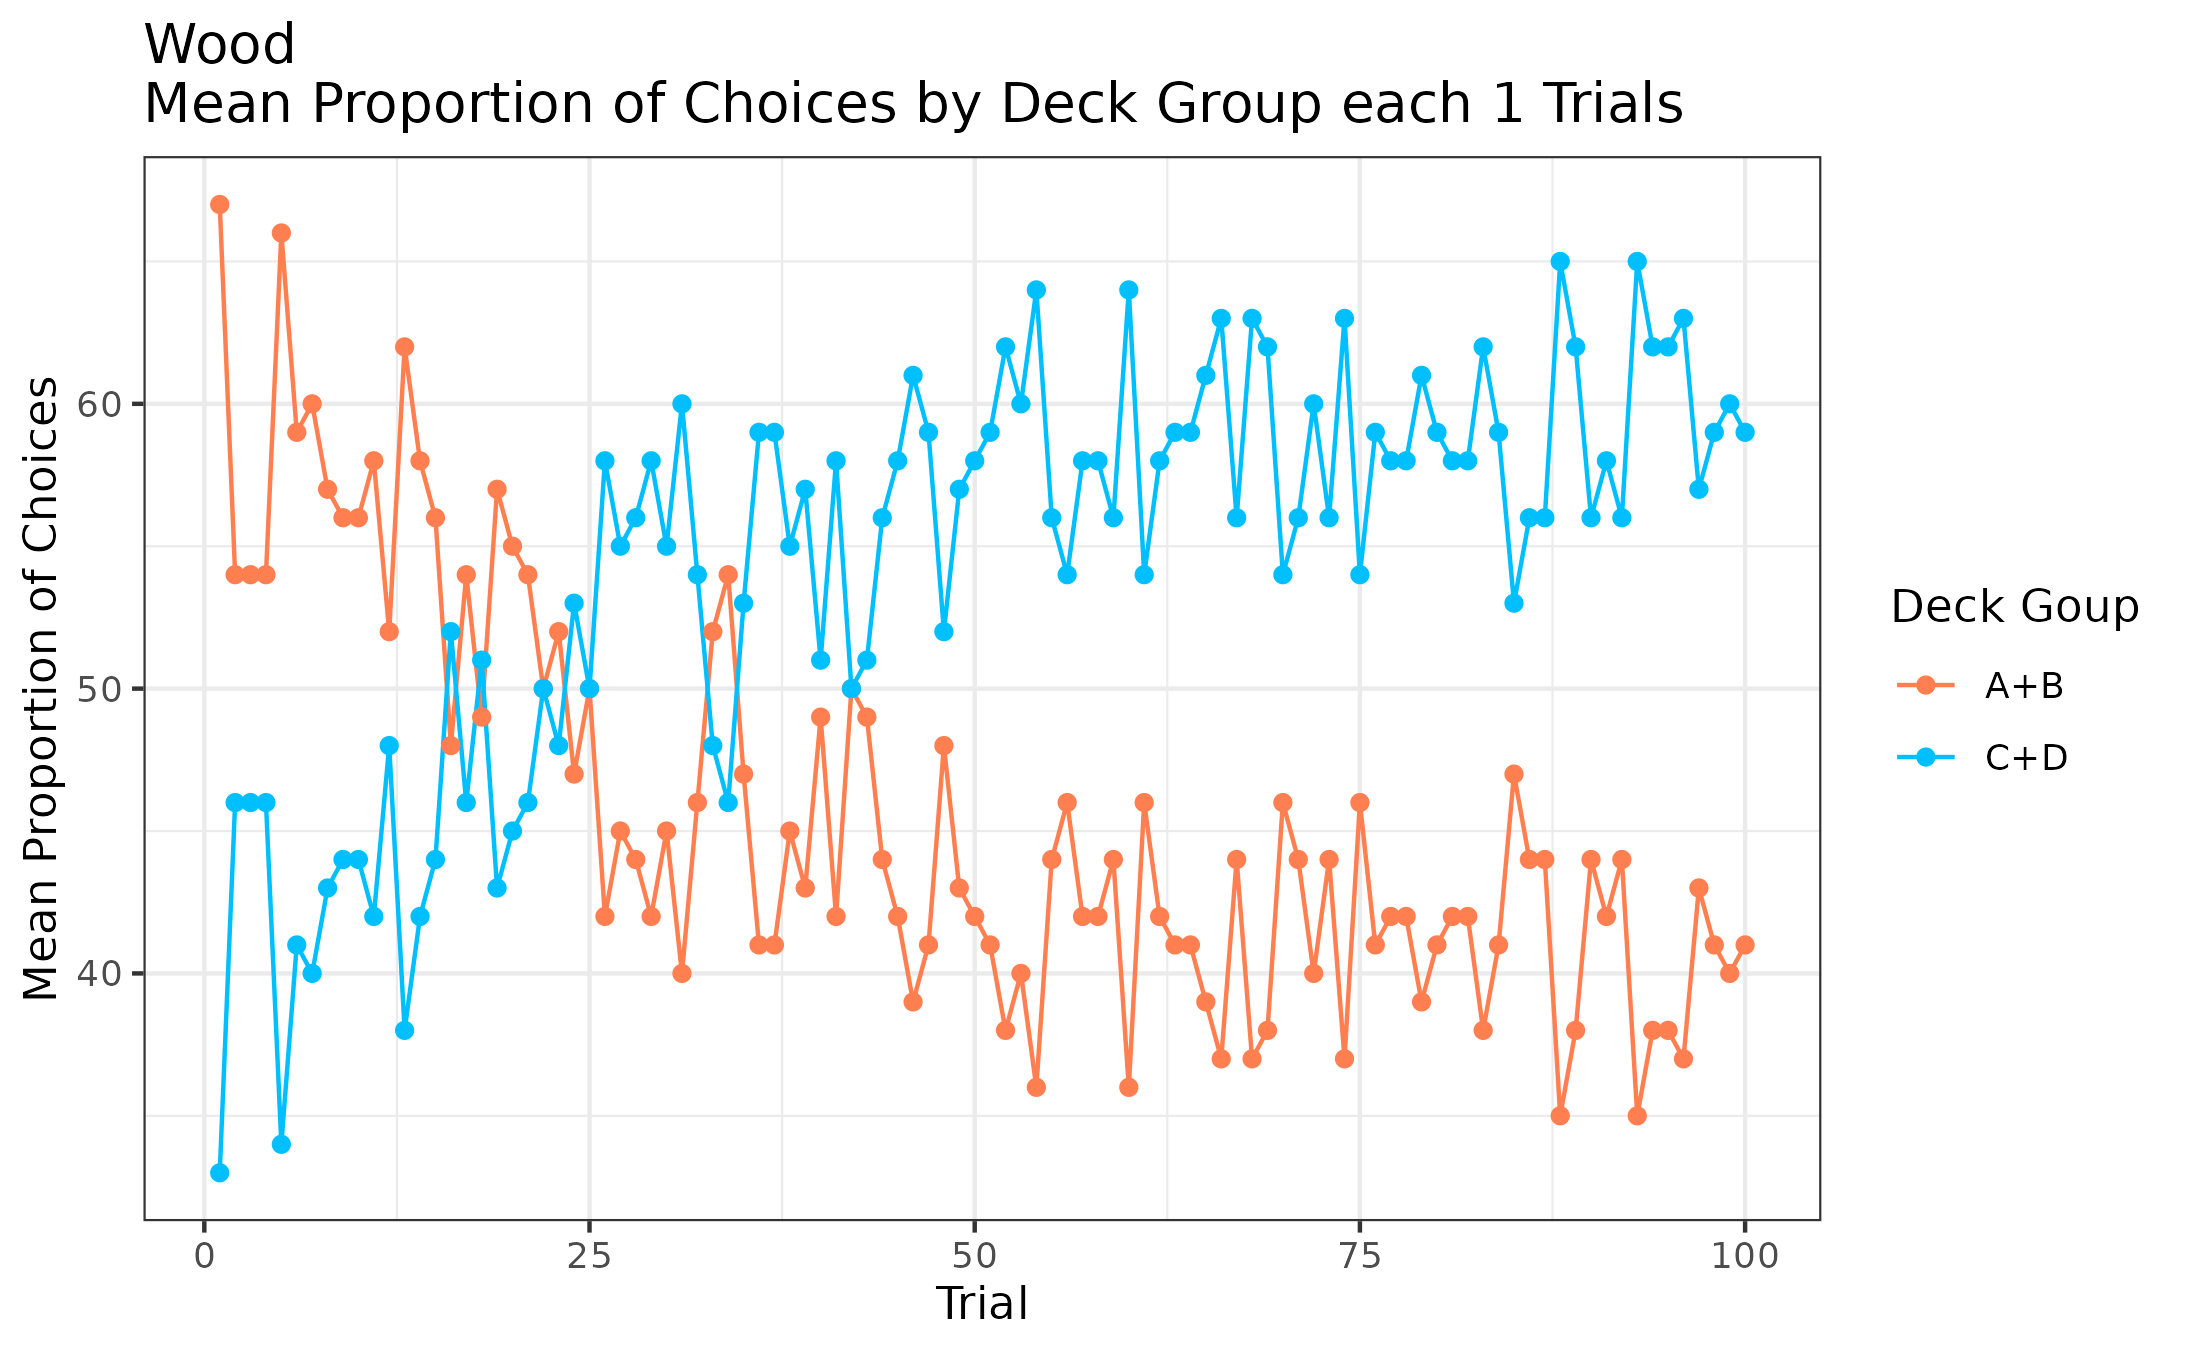 Wood
Mean Proportion of Choices by Deck Group each 1 Trials
Mean Proportion of Choices
60
50
40
0 25 50 75 100
Trial
Deck Goup
A+B
C+D